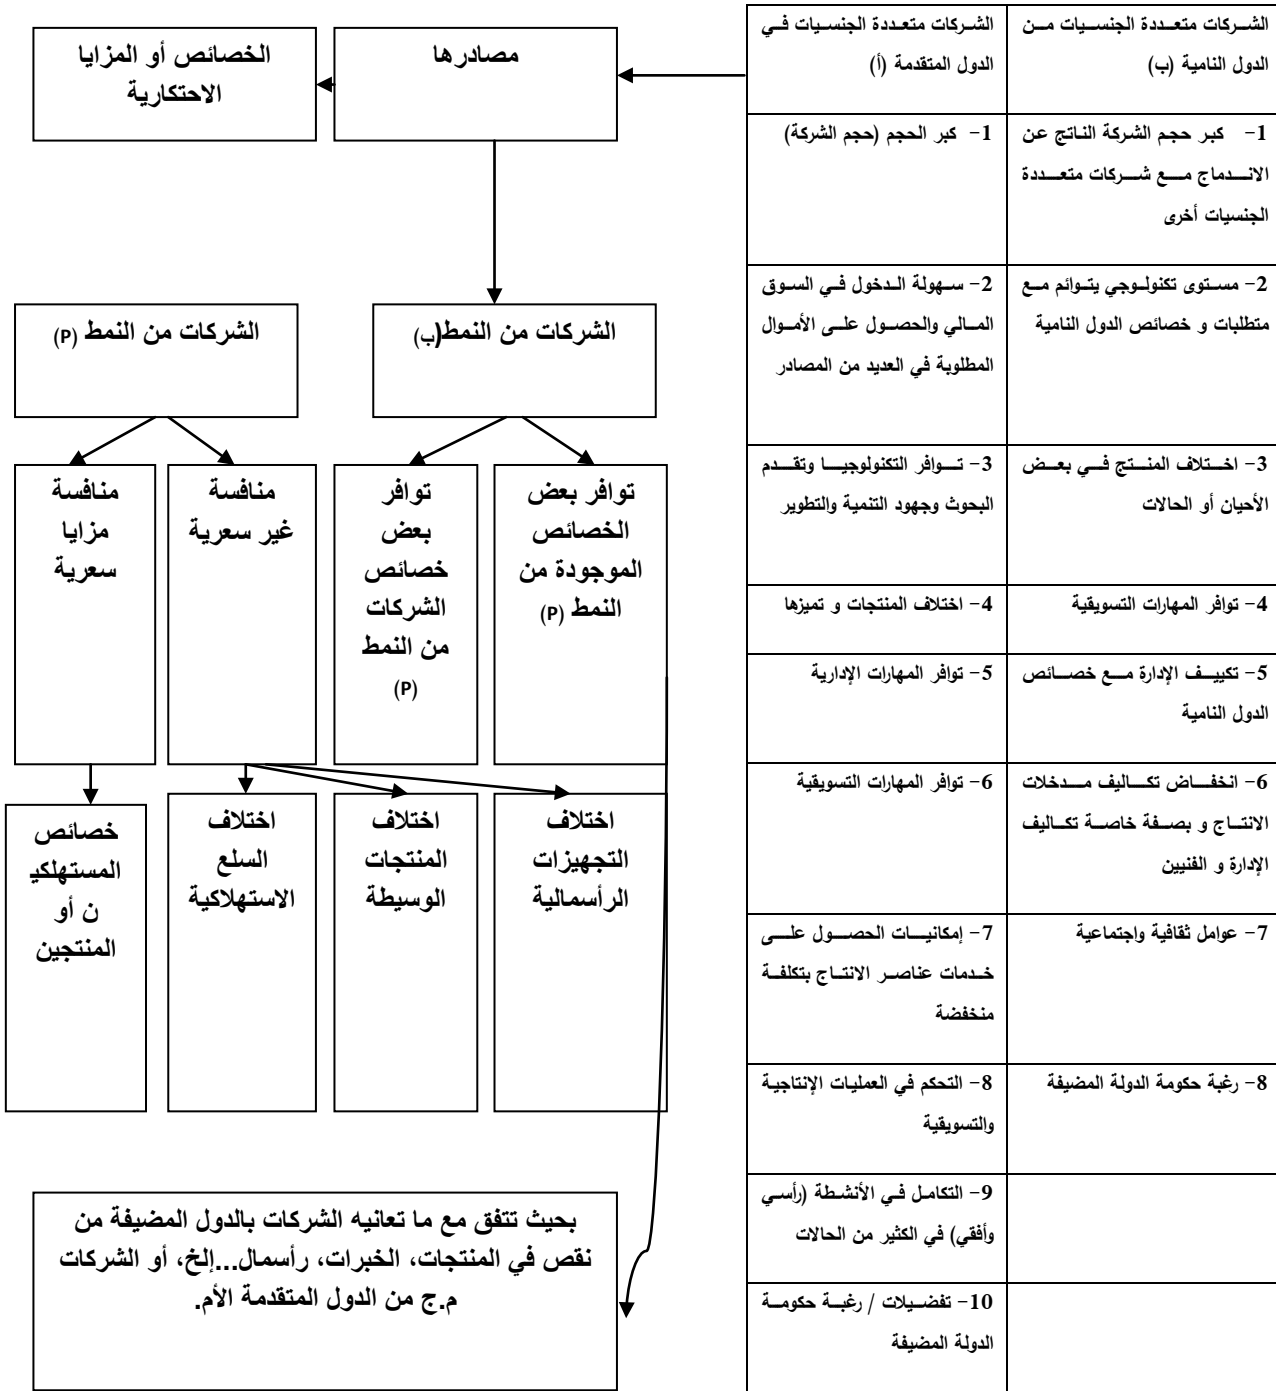 الشركات متعددة الجنسيات من
الدول النامية (ب)
الشركات متعددة الجنسيات في
الدول المتقدمة (أ)
مصادرها
الخصائص أو المزايا
الاحتكارية
1- كبر حجم الشركة الناتج عن
الاندماج مع شركات متعددة
الجنسيات أخرى
1- كبر الحجم (حجم الشركة)
2- مستوى تكنولوجي يتوائم مع
متطلبات و خصائص الدول النامية
2- سهولة الدخول في السوق
المالي والحصول على الأموال
المطلوبة في العديد من المصادر
3- اختلاف المنتج في بعض
الأحيان أو الحالات
3- توافر التكنولوجيا وتقدم
البحوث وجهود التنمية والتطوير
4- توافر المهارات التسويقية
4- اختلاف المنتجات و تميزها
5- تكييف الإدارة مع خصائص
الدول النامية
5- توافر المهارات الإدارية
6- انخفاض تكاليف مدخلات
الانتاج و بصفة خاصة تكاليف
الإدارة و الفنيين
6- توافر المهارات التسويقية
7- عوامل ثقافية واجتماعية
7- إمكانيات الحصول على
خدمات عناصر الانتاج بتكلفة
منخفضة
8- رغبة حكومة الدولة المضيفة
8- التحكم في العمليات الإنتاجية
والتسويقية
9- التكامل في الأنشطة (رأسي
وأفقي) في الكثير من الحالات
10- تفضيلات / رغبة حكومة
الدولة المضيفة
الشركات من النمط(ب)
الشركات من النمط (P)
توافر بعض
الخصائص
الموجودة من
النمط (P)
توافر
بعض
خصائص
الشركات
من النمط
(P)
منافسة
غير سعرية
منافسة
مزايا
سعرية
اختلاف
التجهيزات
الرأسمالية
اختلاف
المنتجات
الوسيطة
اختلاف
السلع
الاستهلاكية
خصائص
المستهلكي
ن أو
المنتجين
بحيث تتفق مع ما تعانيه الشركات بالدول المضيفة من
نقص في المنتجات، الخبرات، رأسمال...إلخ، أو الشركات
م.ج من الدول المتقدمة الأم.